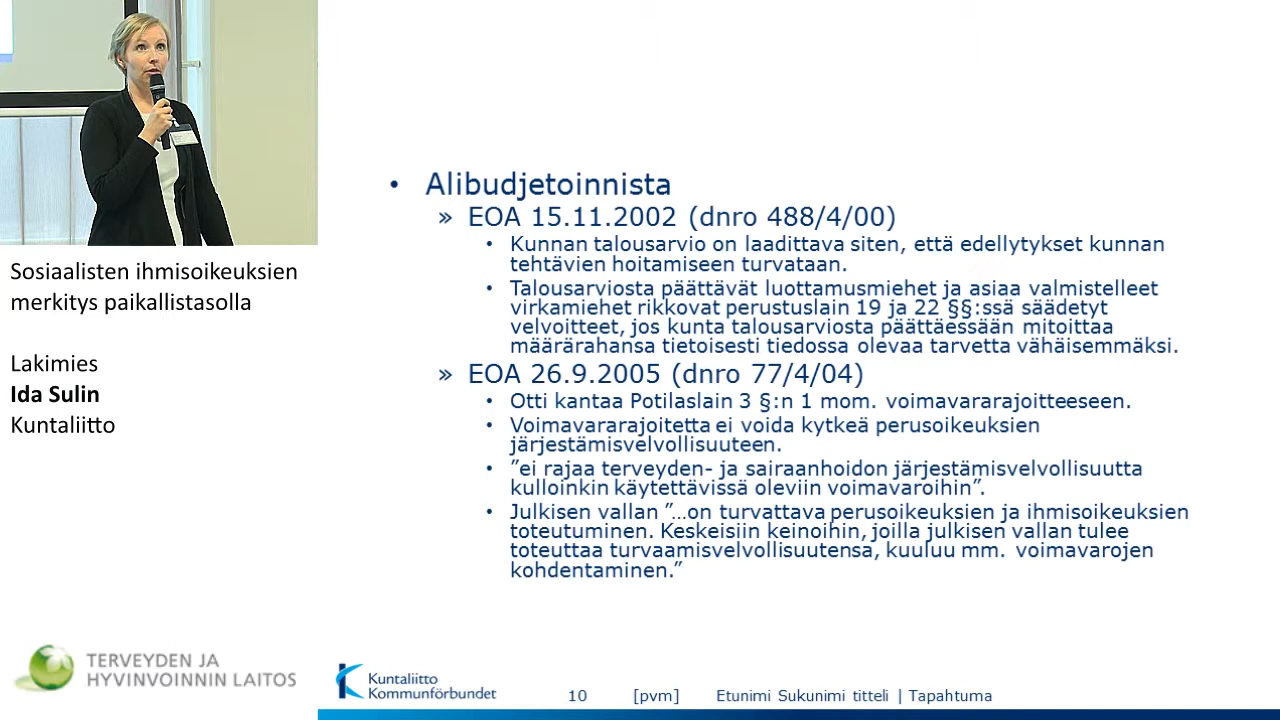 Sosiaalisten ihmisoikeuksien
merkitys paikallistasolla
Lakimies
Ida Sulin
Kuntaliitto
TERVEYDEN JA
HYVINVOINNIN LAITOS
• Alibudjetoinnista
» EOA 15.11.2002 (dnro 488/4/00)
• Kunnan talousarvio on laadittava siten, että edellytykset kunnan
tehtävien hoitamiseen turvataan.
• Talousarviosta päättävät luottamusmiehet ja asiaa valmistelleet
virkamiehet rikkovat perustuslain 19 ja 22 §§:ssä säädetyt
velvoitteet, jos kunta talousarviosta päättäessään mitoittaa
määrärahansa tietoisesti tiedossa olevaa tarvetta vähäisemmäksi.
» EOA 26.9.2005 (dnro 77/4/04)
• Otti kantaa Potilaslain 3 §:n 1 mom. voimavararajoitteeseen.
• Voimavararajoitetta ei voida kytkeä perusoikeuksien
järjestämisvelvollisuuteen.
• ”ei rajaa terveyden- ja sairaanhoidon järjestämisvelvollisuutta
kulloinkin käytettävissä oleviin voimavaroihin”.
• Julkisen vallan ”…on turvattava perusoikeuksien ja ihmisoikeuksien
toteutuminen. Keskeisiin keinoihin, joilla julkisen vallan tulee
toteuttaa turvaamisvelvollisuutensa, kuuluu mm. voimavarojen
kohdentaminen.”
Kuntaliitto
Kommunförbundet
10 [pvm] Etunimi Sukunimi titteli | Tapahtuma